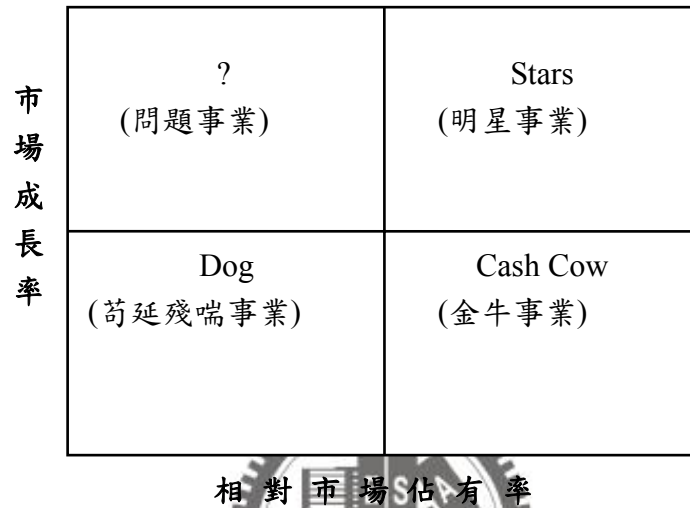 市場成長率
?
(問題事業)
Stars
(明星事業)
Dog
(苟延殘喘事業)
Cash Cow
(金牛事業)
相對市場佔有率